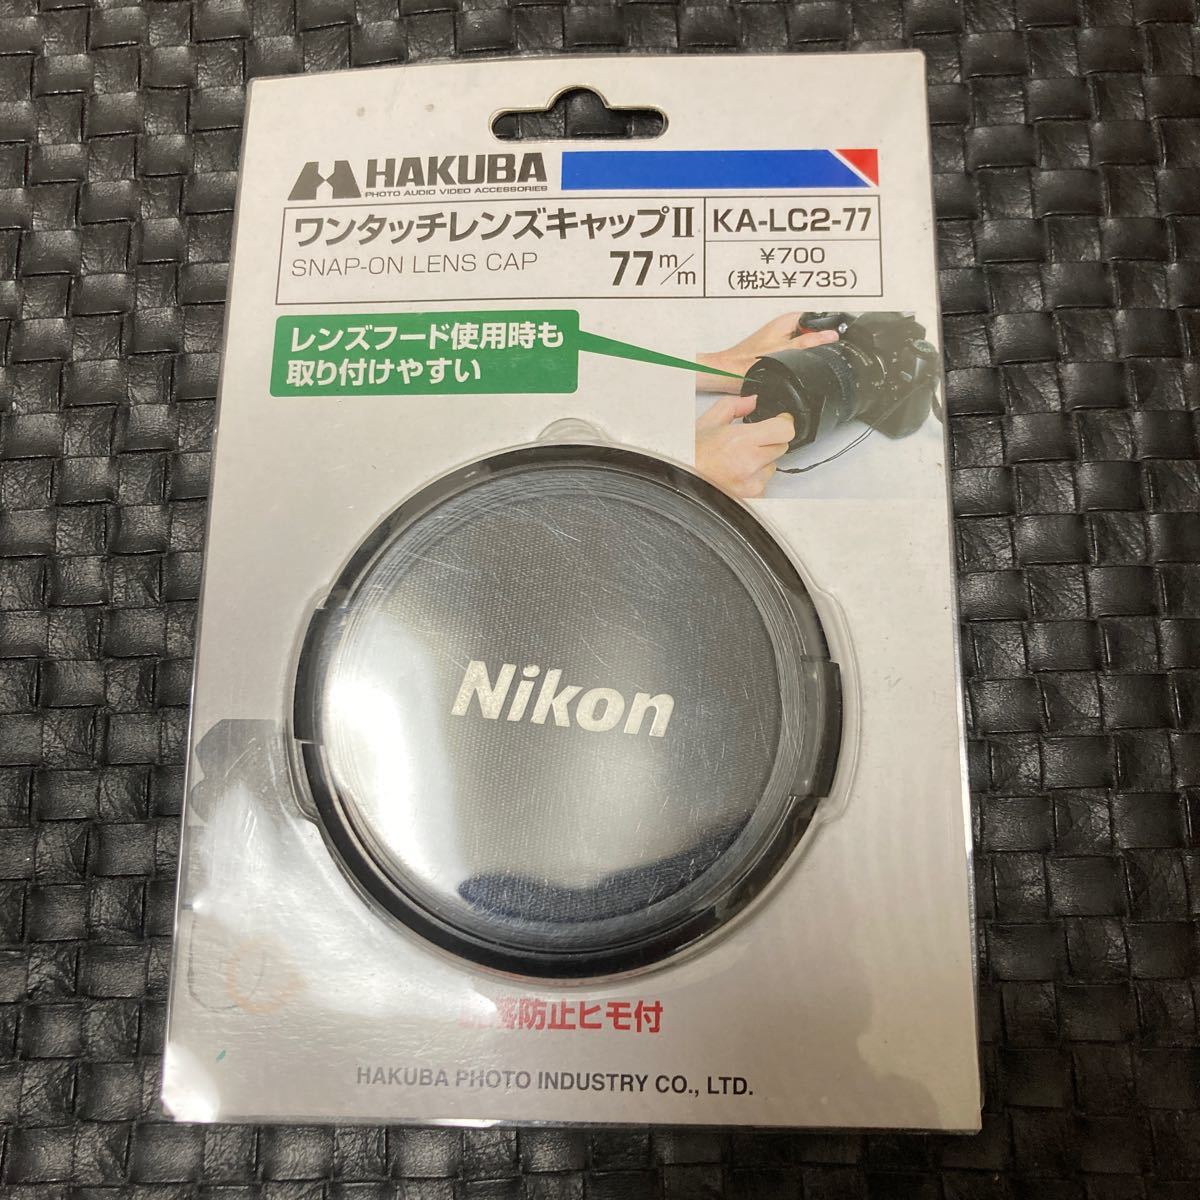 HAKUBA
PHOTO AUDIO VIDEO ACCESSORIES
ワンタッチレンズキャップII
SNAP-ON LENS CAP
77m/m
KA-LC2-77
¥700
(税込¥735)
レンズフード使用時も
取り付けやすい
Nikon
防止ヒモ付
HAKUBA PHOTO INDUSTRY CO., LTD.